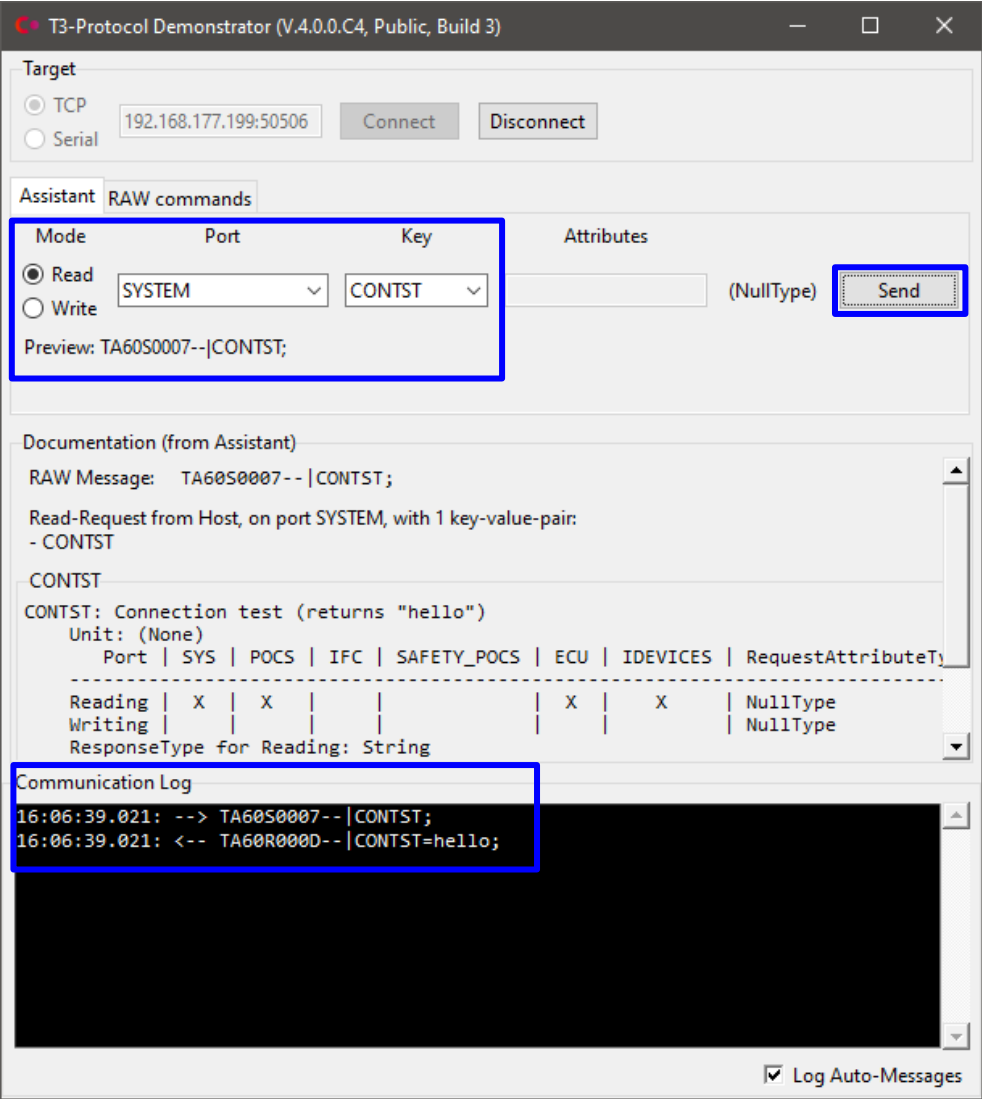 T3-Protocol Demonstrator (V.4.0.0.C4, Public, Build 3)
Target
TCP
Serial
192.168.177.199:50506
Connect
Disconnect
Assistant
RAW commands
Mode Port Key Attributes
Read
Write
SYSTEM
CONTST
(NullType)
Send
Preview: TA60S0007--|CONTST;
Documentation (from Assistant)
RAW Message: TA60S0007--|CONTST;
Read-Request from Host, on port SYSTEM, with 1 key-value-pair:
- CONTST
CONTST
CONTST: Connection test (returns "hello")
Unit: (None)
Port | SYS | POCS | IFC | SAFETY_POCS | ECU | IDEVICES | RequestAttributeTy
--------------------------------------------------------------------------------
Reading | X | X | | | X | X | NullType
Writing | | | | | | | NullType
ResponseType for Reading: String
Communication Log
16:06:39.021: --> TA60S0007--|CONTST;
16:06:39.021: <-- TA60R000D--|CONTST=hello;
Log Auto-Messages